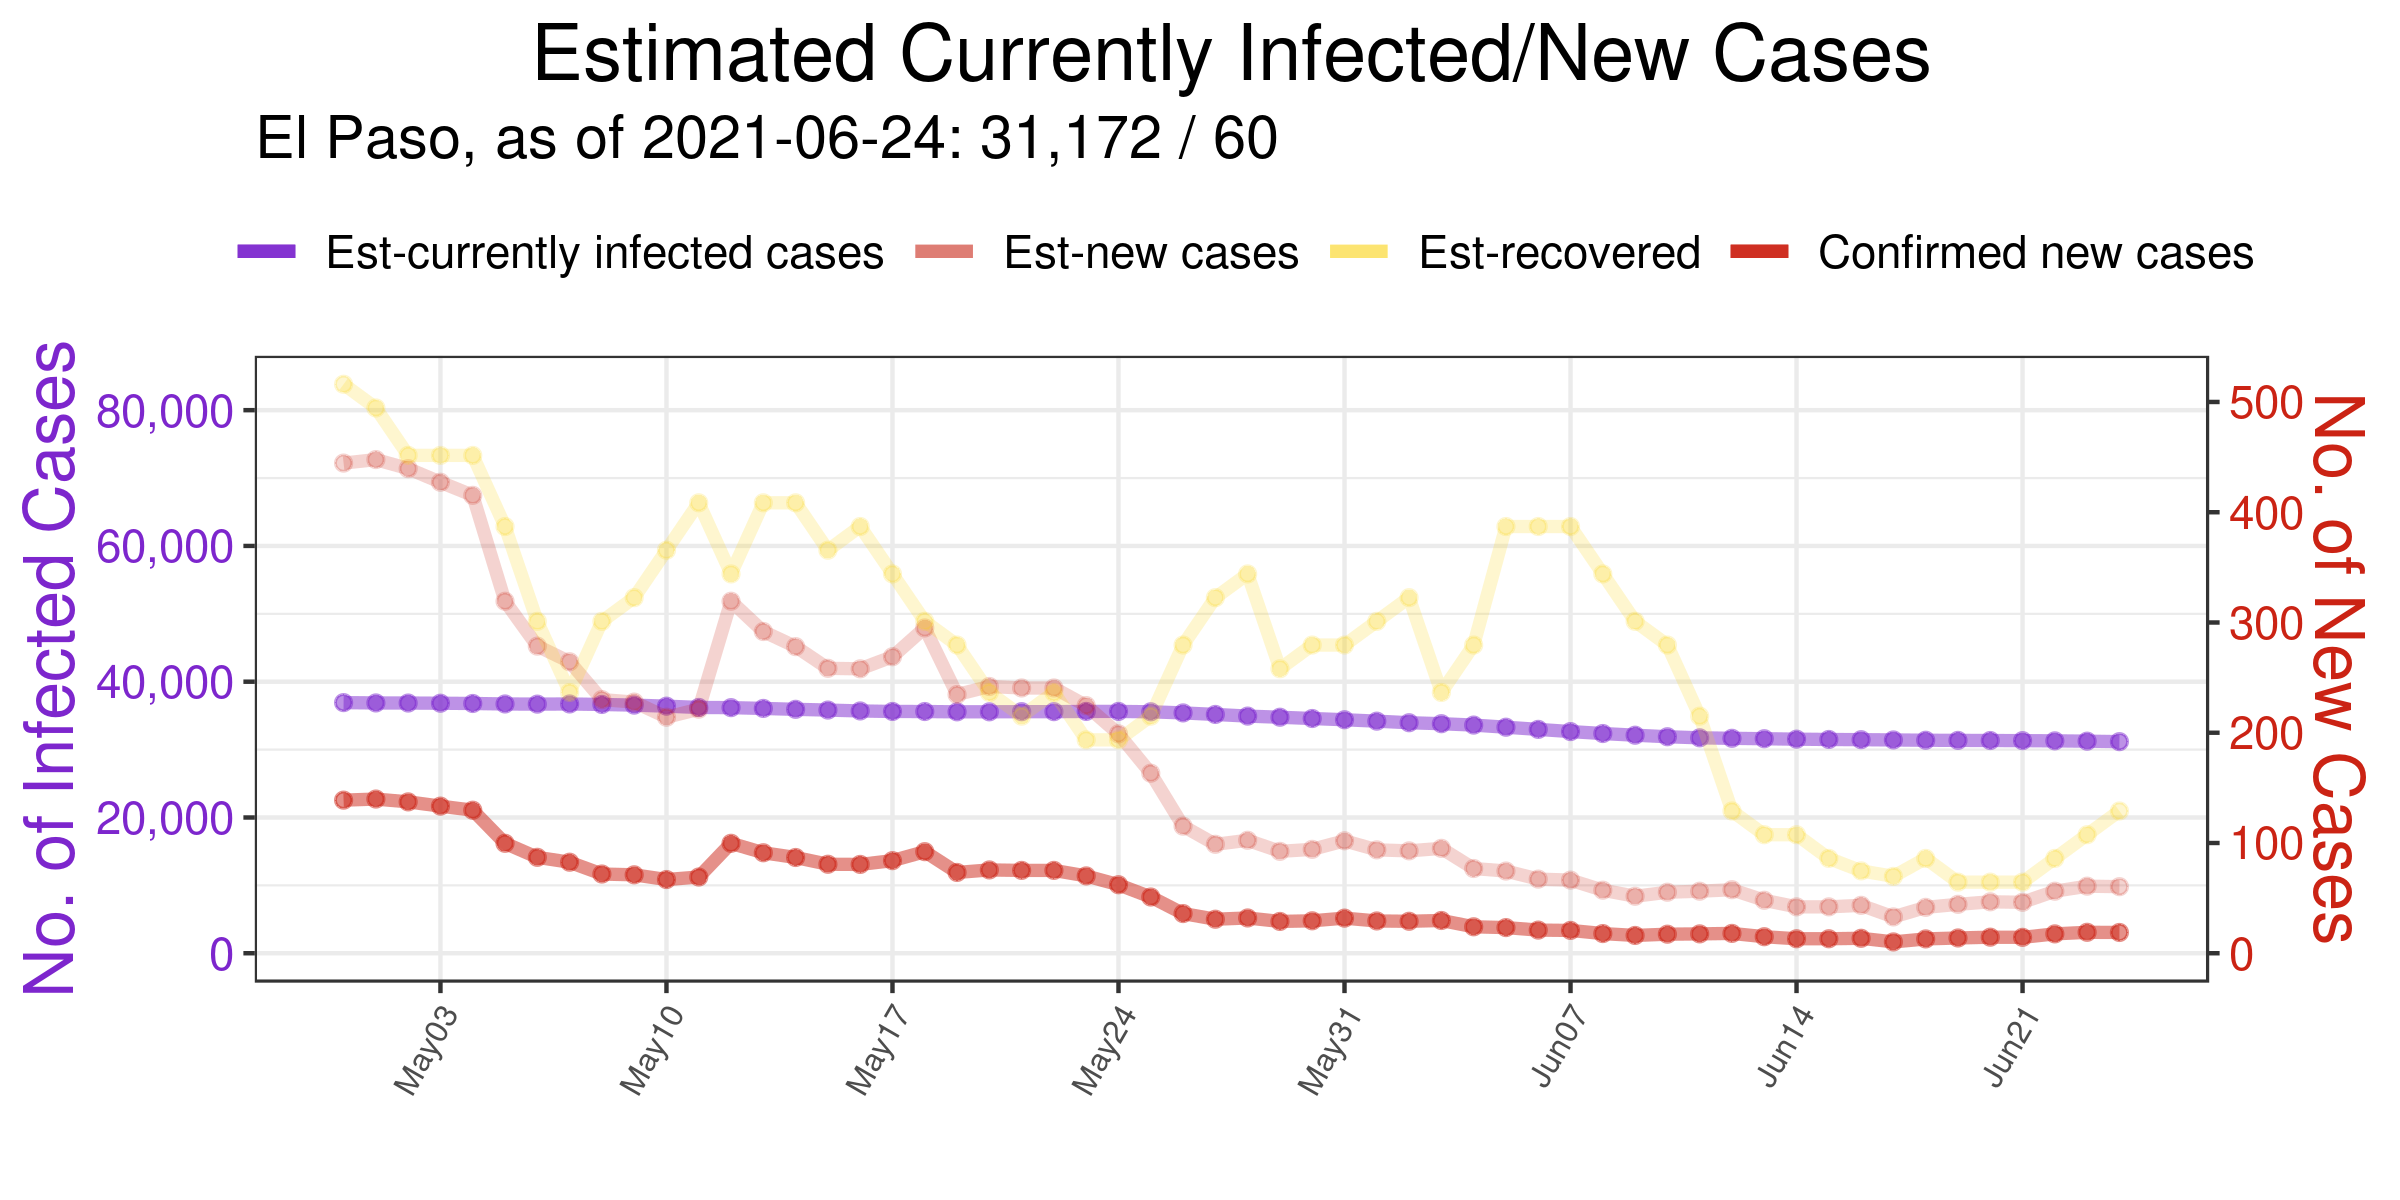 Estimated Currently Infected/New Cases
El Paso, as of 2021-06-24: 31,172 / 60
Est-currently infected cases Est-new cases Est-recovered Confirmed new cases
No. of Infected Cases
80,000
60,000
40,000
20,000
0
500
400
300
200
100
0
No. of New Cases
May03 May10 May17 May24 May31 Jun07 Jun14 Jun21